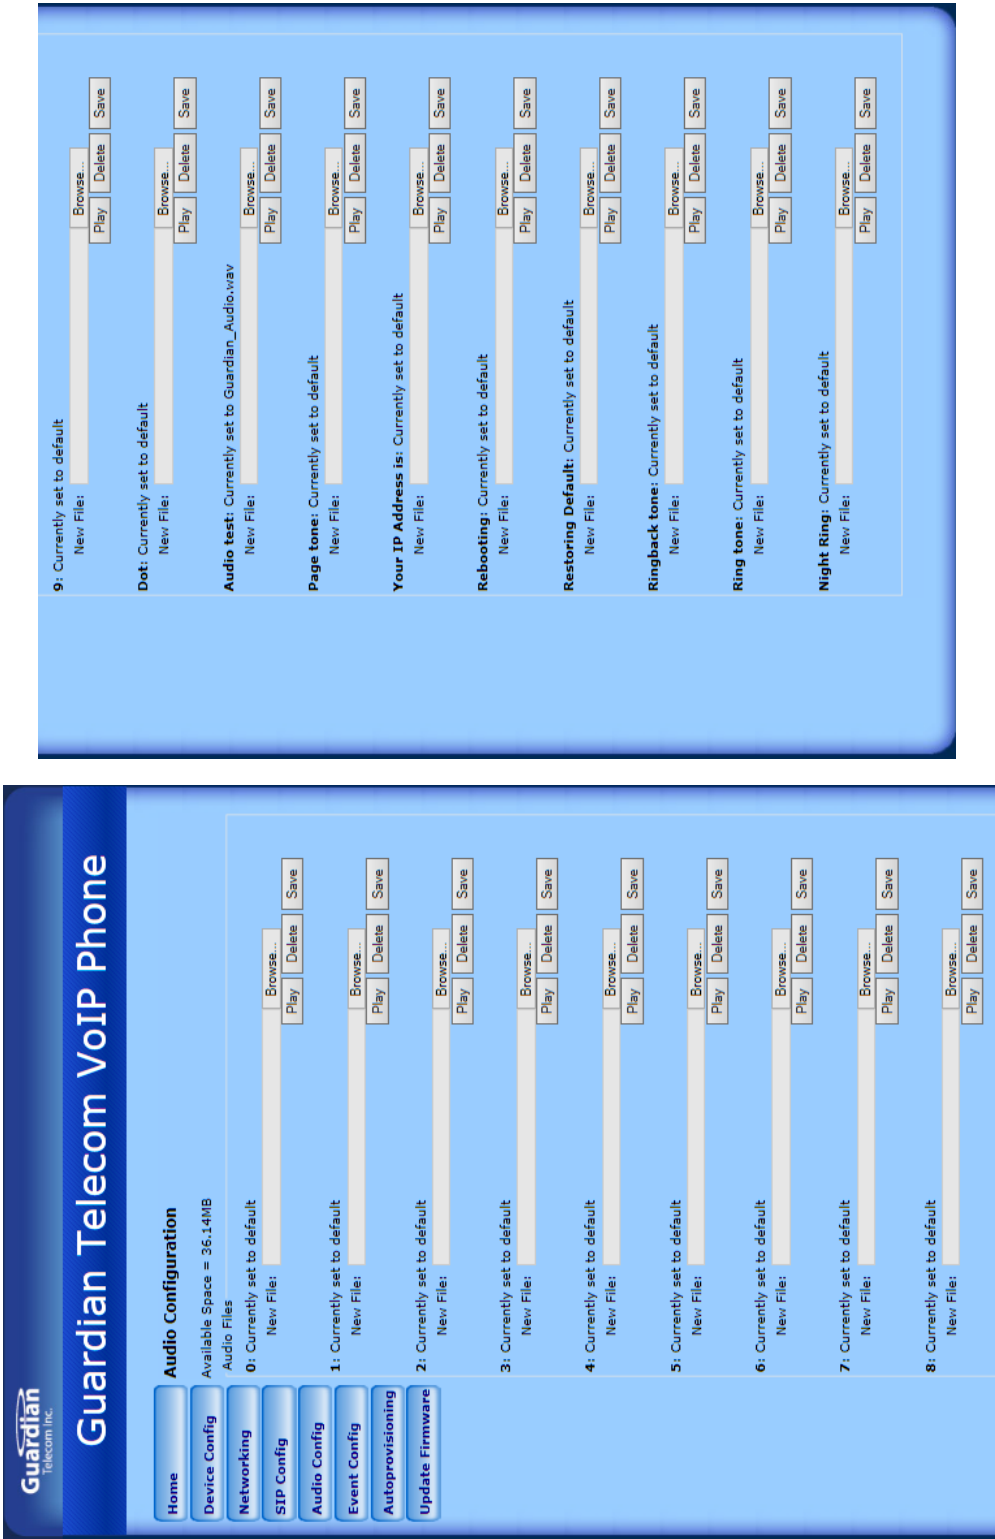 Guardian
Telecom Inc.
Guardian Telecom VoIP Phone
Home
Device Config
Networking
SIP Config
Audio Config
Event Config
Autoprovisioning
Update Firmware
Audio Configuration
Available Space = 36.14MB
Audio Files
0: Currently set to default
New File: Browse...
Play Delete Save
1: Currently set to default
New File: Browse...
Play Delete Save
2: Currently set to default
New File: Browse...
Play Delete Save
3: Currently set to default
New File: Browse...
Play Delete Save
4: Currently set to default
New File: Browse...
Play Delete Save
5: Currently set to default
New File: Browse...
Play Delete Save
6: Currently set to default
New File: Browse...
Play Delete Save
7: Currently set to default
New File: Browse...
Play Delete Save
8: Currently set to default
New File: Browse...
Play Delete Save
9: Currently set to default
New File: Browse...
Play Delete Save
Dot: Currently set to default
New File: Browse...
Play Delete Save
Audio test: Currently set to Guardian_Audio.wav
New File: Browse...
Play Delete Save
Page tone: Currently set to default
New File: Browse...
Play Delete Save
Your IP Address is: Currently set to default
New File: Browse...
Play Delete Save
Rebooting: Currently set to default
New File: Browse...
Play Delete Save
Restoring Default: Currently set to default
New File: Browse...
Play Delete Save
Ringback tone: Currently set to default
New File: Browse...
Play Delete Save
Ring tone: Currently set to default
New File: Browse...
Play Delete Save
Night Ring: Currently set to default
New File: Browse...
Play Delete Save